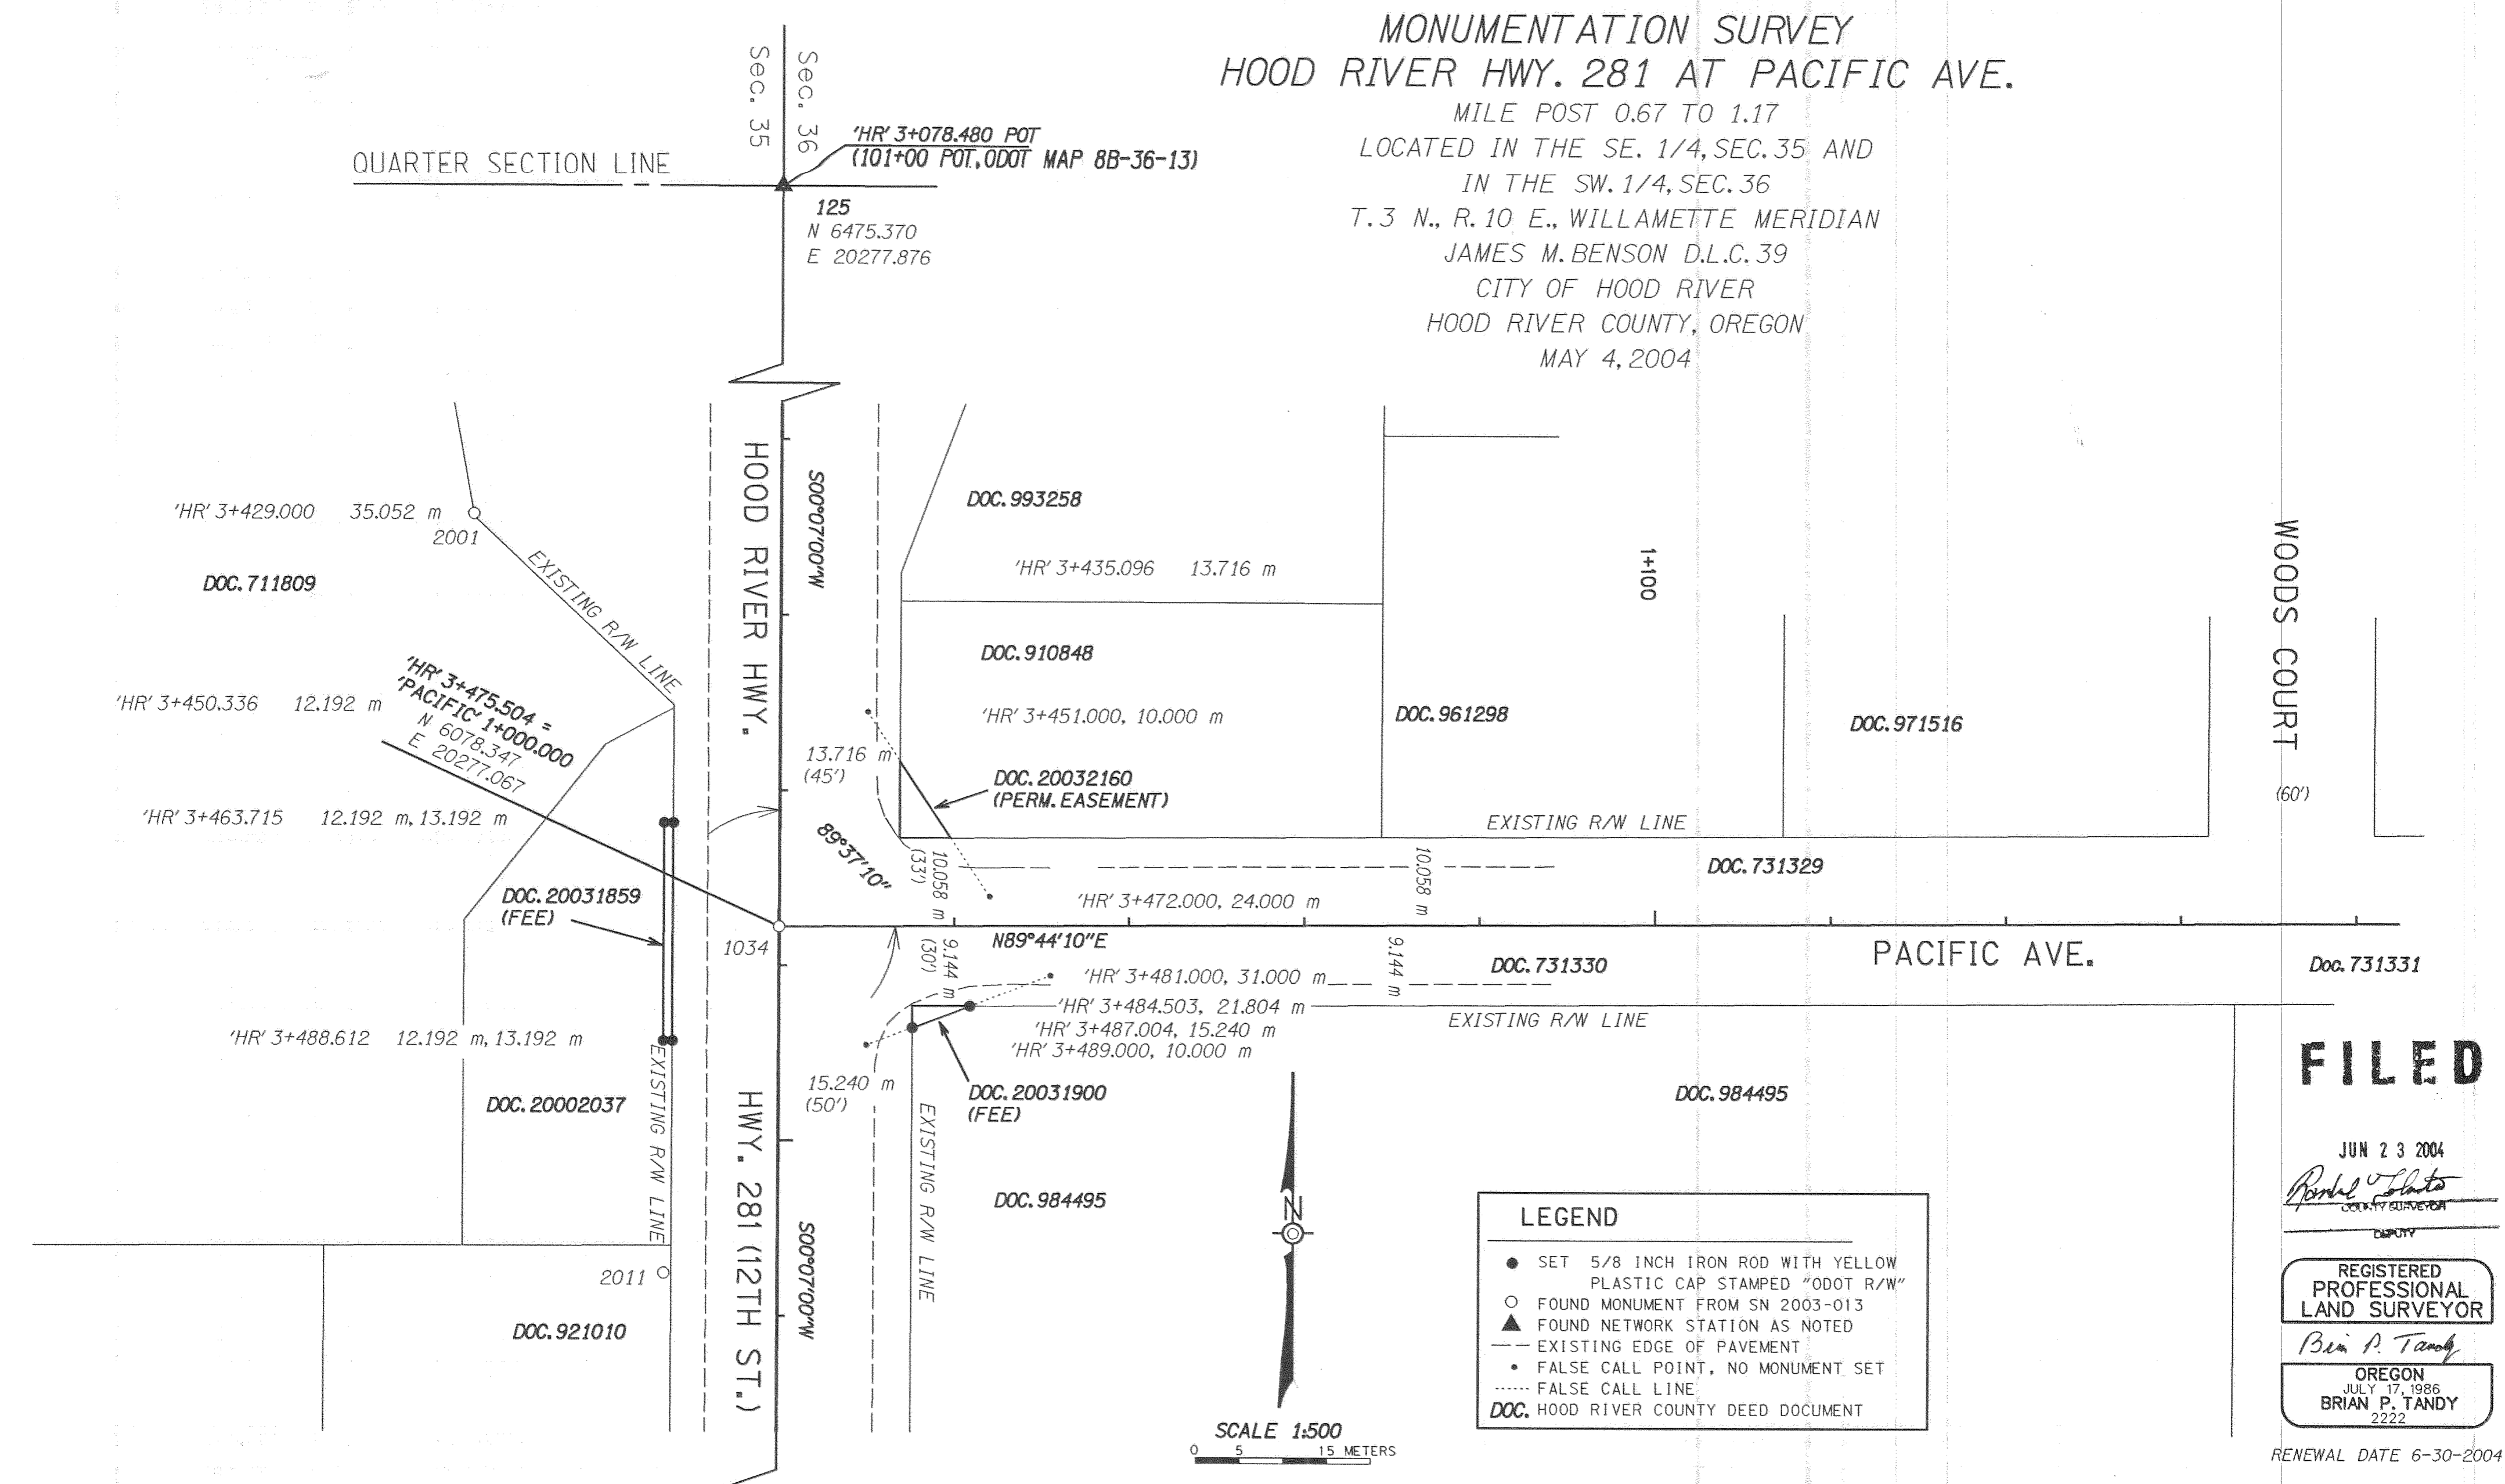 MONUMENTATION SURVEY
HOOD RIVER HWY. 281 AT PACIFIC AVE.
MILE POST 0.67 TO 1.17
LOCATED IN THE SE. 1/4, SEC. 35 AND
IN THE SW. 1/4, SEC. 36
T. 3 N., R. 10 E., WILLAMETTE MERIDIAN
JAMES M. BENSON D.L.C. 39
CITY OF HOOD RIVER
HOOD RIVER COUNTY, OREGON
MAY 4, 2004
Sec. 35
Sec. 36
'HR' 3+078.480 POT
(101+00 POT., ODOT MAP 8B-36-13)
QUARTER SECTION LINE
125
N 6475.370
E 20277.876
HOOD RIVER HWY.
S00°07'00"W
'HR' 3+429.000 35.052 m
2001
DOC. 711809
EXISTING R/W LINE
DOC. 993258
'HR' 3+435.096 13.716 m
1+100
WOODS COURT
(60')
DOC. 910848
'HR' 3+450.336 12.192 m
'HR' 3+475.504 =
'PACIFIC' 1+000.000
N 6078.347
E 20277.067
'HR' 3+451.000, 10.000 m
DOC. 961298
DOC. 971516
13.716 m
(45')
DOC. 20032160
(PERM. EASEMENT)
'HR' 3+463.715 12.192 m, 13.192 m
EXISTING R/W LINE
89°37'10"
10.058 m
(33')
10.058 m
DOC. 731329
DOC. 20031859
(FEE)
'HR' 3+472.000, 24.000 m
1034
N89°44'10"E
9.144 m
(30')
9.144 m
PACIFIC AVE.
DOC. 731330
Doc. 731331
'HR' 3+481.000, 31.000 m
'HR' 3+484.503, 21.804 m
'HR' 3+487.004, 15.240 m
'HR' 3+489.000, 10.000 m
EXISTING R/W LINE
'HR' 3+488.612 12.192 m, 13.192 m
15.240 m
(50')
DOC. 20031900
(FEE)
DOC. 984495
DOC. 20002037
EXISTING R/W LINE
HWY. 281 (12TH ST.)
EXISTING R/W LINE
S00°07'00"W
DOC. 984495
2011
DOC. 921010
N
SCALE 1:500
0 5 15 METERS
LEGEND
SET 5/8 INCH IRON ROD WITH YELLOW
PLASTIC CAP STAMPED "ODOT R/W"
FOUND MONUMENT FROM SN 2003-013
FOUND NETWORK STATION AS NOTED
EXISTING EDGE OF PAVEMENT
FALSE CALL POINT, NO MONUMENT SET
FALSE CALL LINE
DOC. HOOD RIVER COUNTY DEED DOCUMENT
FILED
JUN 23 2004
COUNTY SURVEYOR
DEPUTY
REGISTERED
PROFESSIONAL
LAND SURVEYOR
Brian P. Tandy
OREGON
JULY 17, 1986
BRIAN P. TANDY
2222
RENEWAL DATE 6-30-2004